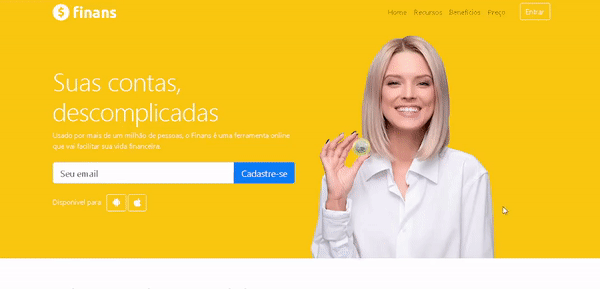 finans
Home Recursos Benefícios Preço Entrar
Suas contas,
descomplicadas
Usado por mais de um milhão de pessoas, o Finans é uma ferramenta online
que vai facilitar sua vida financeira
Seu email
Cadastre-se
Disponível para